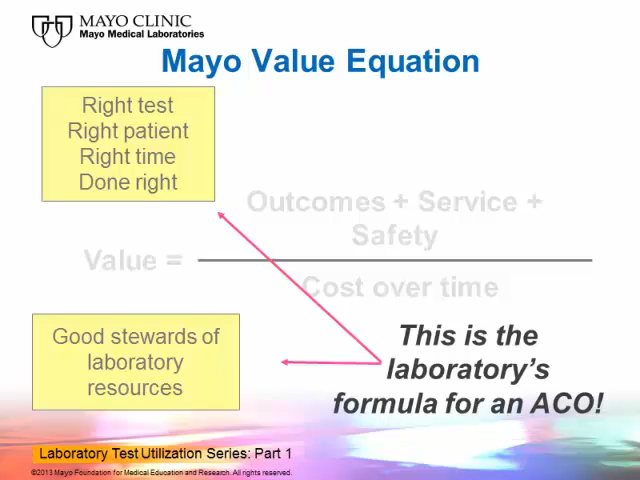 MAYO CLINIC
Mayo Medical Laboratories
Mayo Value Equation
Right test
Right patient
Right time
Done right
Outcomes + Service +
Safety
Value =
Cost over time
Good stewards of
laboratory
resources
This is the
laboratory's
formula for an ACO!
Laboratory Test Utilization Series: Part 1
©2013 Mayo Foundation for Medical Education and Research. All rights reserved.